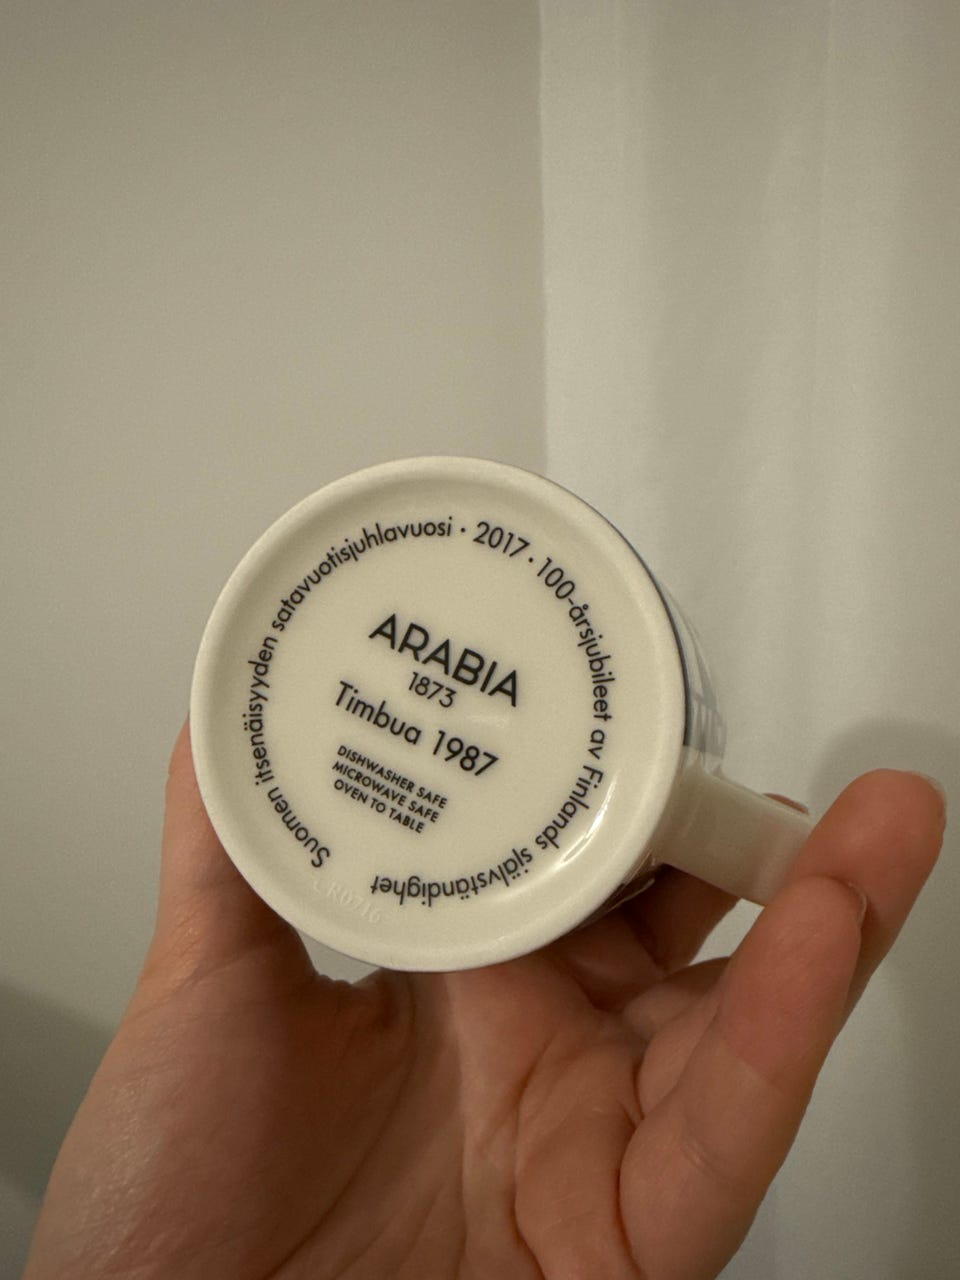 Suomen itsenäisyyden satavuotisjuhlavuosi · 2017 · 100-årsjubileet av Finlands självständighet
ARABIA
1873
Timbua 1987
DISHWASHER SAFE
MICROWAVE SAFE
OVEN TO TABLE
R0716